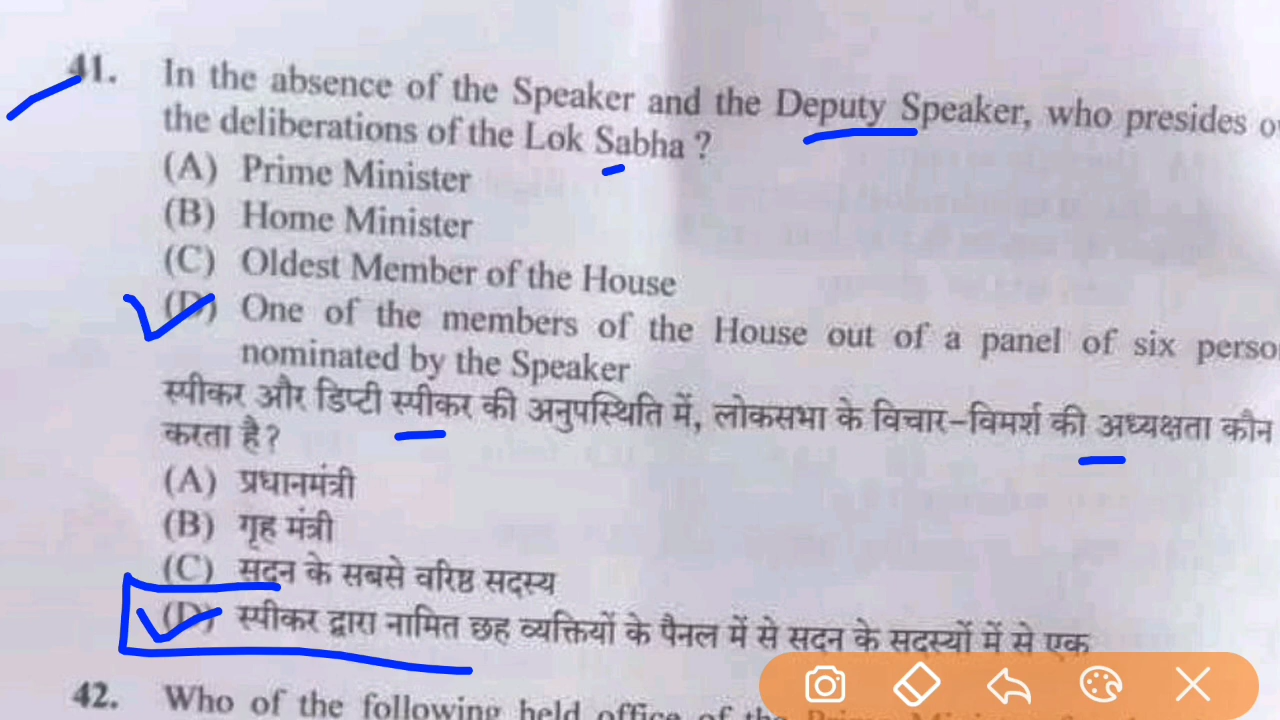 41. In the absence of the Speaker and the Deputy Speaker, who presides
the deliberations of the Lok Sabha ?
(A) Prime Minister
(B) Home Minister
(C) Oldest Member of the House
(D) One of the members of the House out of a panel of six
nominated by the Speaker
स्पीकर और डिप्टी स्पीकर की अनुपस्थिति में, लोकसभा के विचार-विमर्श की अध्यक्षता कौन
करता है?
(A) प्रधानमंत्री
(B) गृह मंत्री
(C) सदन के सबसे वरिष्ठ सदस्य
(D) स्पीकर द्वारा नामित छह व्यक्तियों के पैनल में से सदन के सदस्यों में से एक
42. Who of the following held office of the Prime